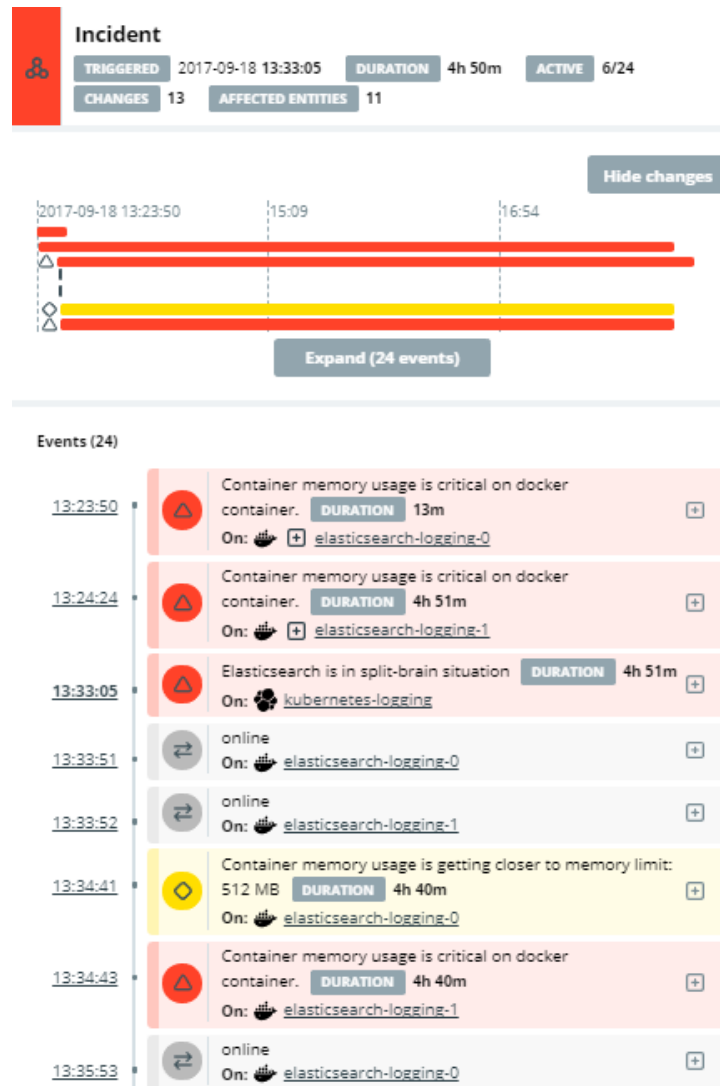 Incident
TRIGGERED 2017-09-18 13:33:05 DURATION 4h 50m ACTIVE 6/24
CHANGES 13 AFFECTED ENTITIES 11
Hide changes
2017-09-18 13:23:50 15:09 16:54
Expand (24 events)
Events (24)
13:23:50
Container memory usage is critical on docker
container. DURATION 13m
On: elasticsearch-logging-0
13:24:24
Container memory usage is critical on docker
container. DURATION 4h 51m
On: elasticsearch-logging-1
13:33:05
Elasticsearch is in split-brain situation DURATION 4h 51m
On: kubernetes-logging
13:33:51
online
On: elasticsearch-logging-0
13:33:52
online
On: elasticsearch-logging-1
13:34:41
Container memory usage is getting closer to memory limit:
512 MB DURATION 4h 40m
On: elasticsearch-logging-0
13:34:43
Container memory usage is critical on docker
container. DURATION 4h 40m
On: elasticsearch-logging-1
13:35:53
online
On: elasticsearch-logging-0